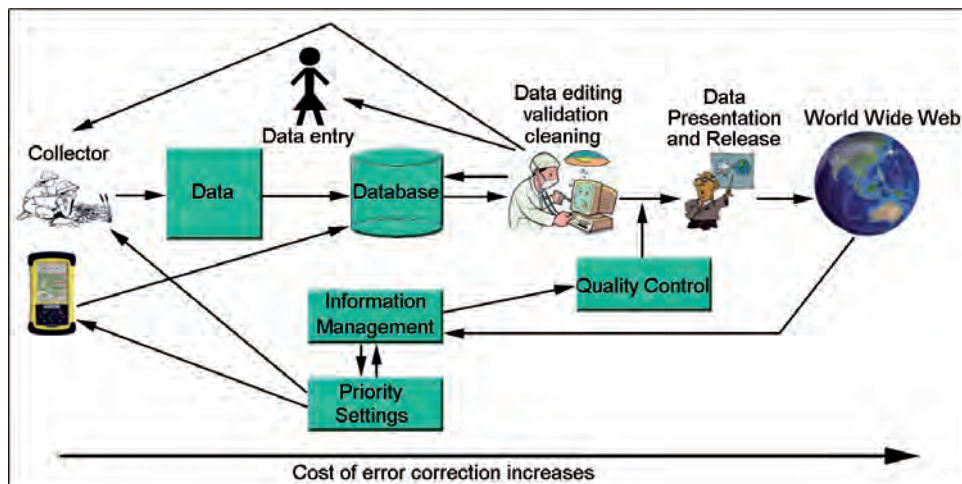 Collector
Data
Data entry
Database
Data editing
validation
cleaning
Data
Presentation
and Release
World Wide Web
Information
Management
Quality Control
Priority
Settings
Cost of error correction increases